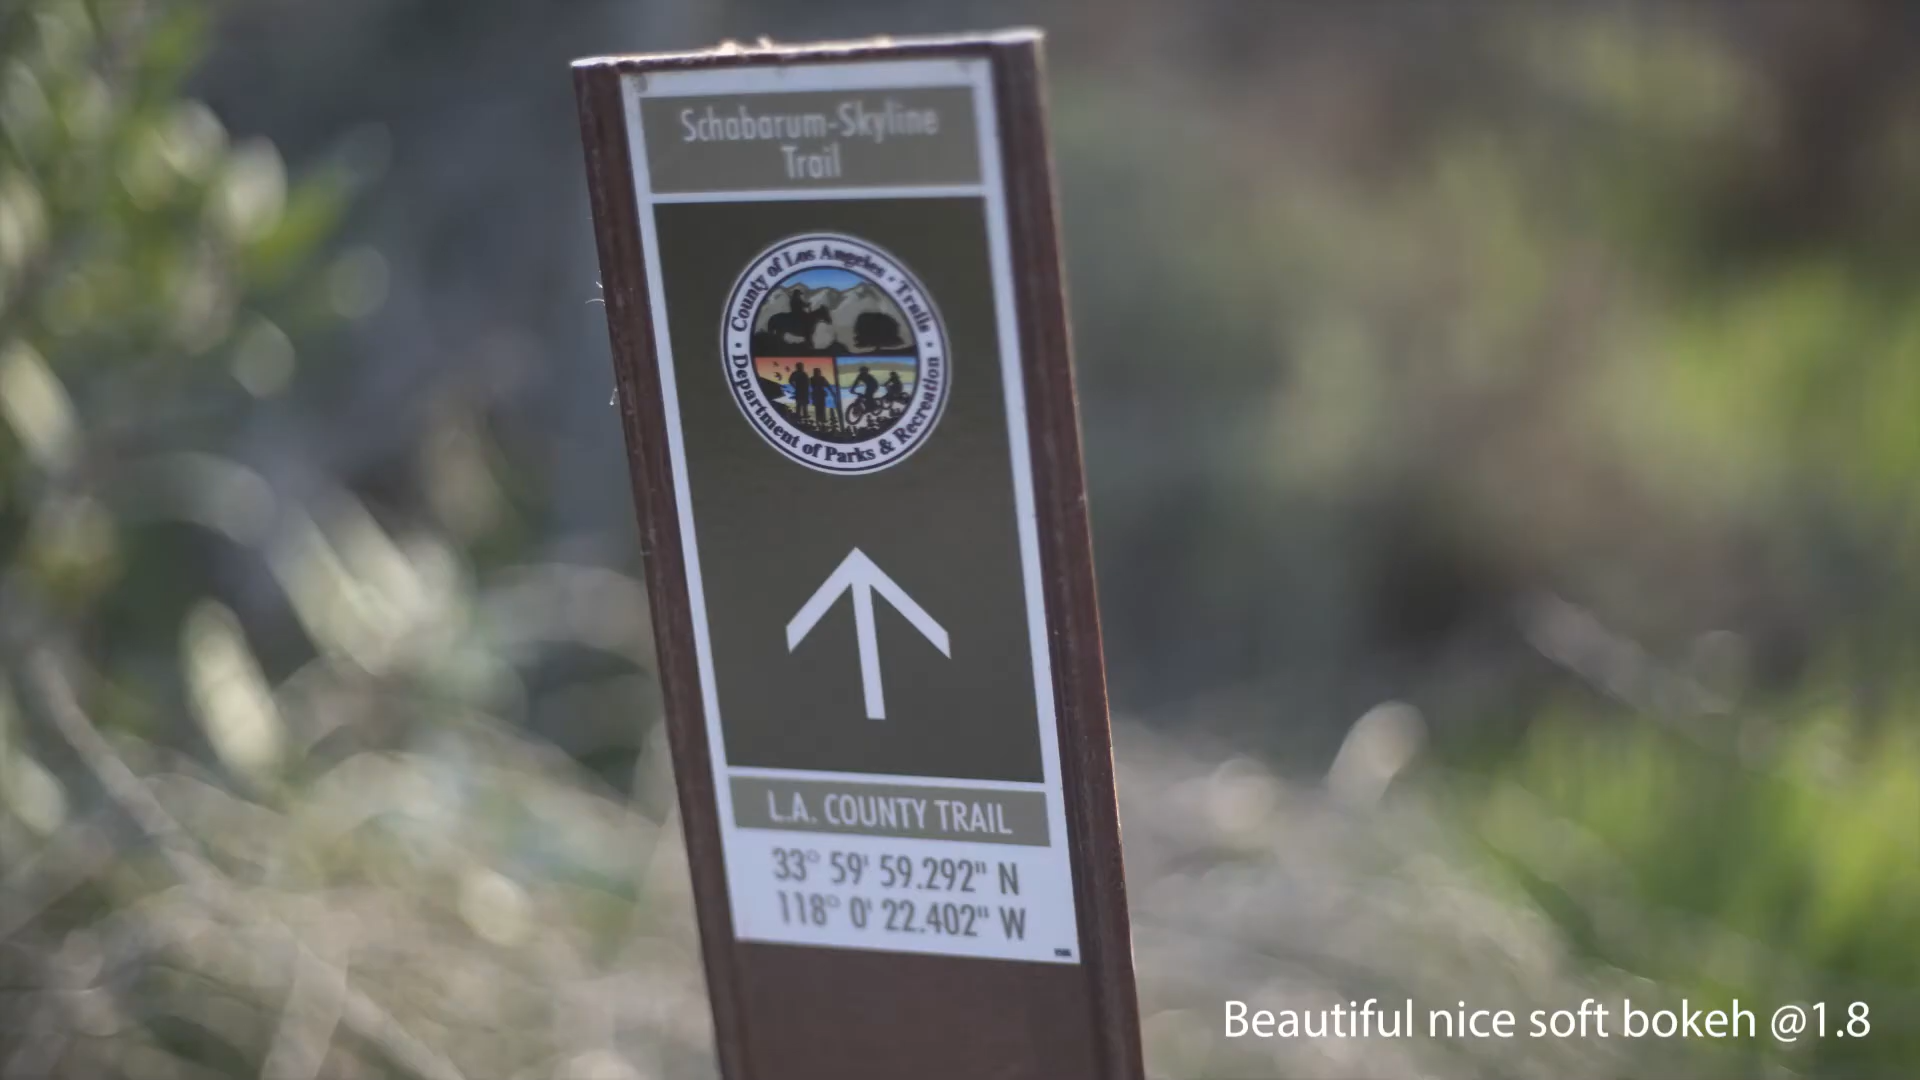 Schabarum-Skyline
Trail
County of Los Angeles • Trails •
Department of Parks & Recreation
L.A. COUNTY TRAIL
33° 59' 59.292" N
118° 0' 22.402" W
Beautiful nice soft bokeh @1.8